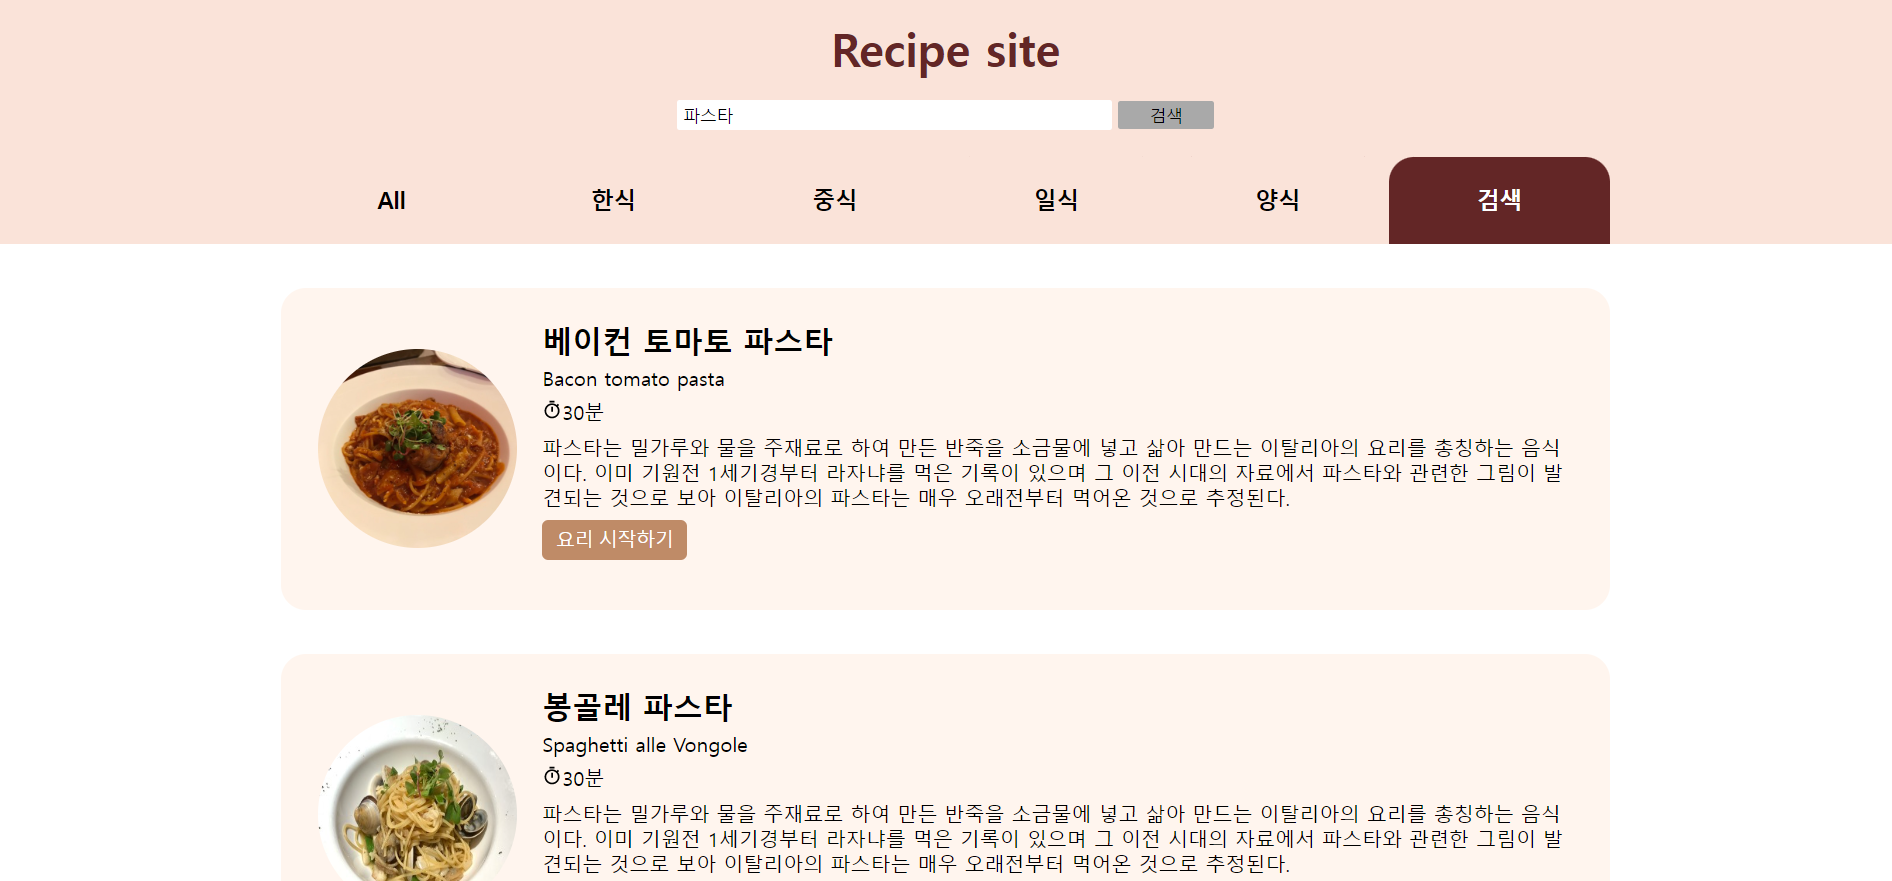 Recipe site
파스타 검색
All 한식 중식 일식 양식 검색
베이컨 토마토 파스타
Bacon tomato pasta
30분
파스타는 밀가루와 물을 주재료로 하여 만든 반죽을 소금물에 넣고 삶아 만드는 이탈리아의 요리를 총칭하는 음식
이다. 이미 기원전 1세기경부터 라자냐를 먹은 기록이 있으며 그 이전 시대의 자료에서 파스타와 관련한 그림이 발
견되는 것으로 보아 이탈리아의 파스타는 매우 오래전부터 먹어온 것으로 추정된다.
요리 시작하기
봉골레 파스타
Spaghetti alle Vongole
30분
파스타는 밀가루와 물을 주재료로 하여 만든 반죽을 소금물에 넣고 삶아 만드는 이탈리아의 요리를 총칭하는 음식
이다. 이미 기원전 1세기경부터 라자냐를 먹은 기록이 있으며 그 이전 시대의 자료에서 파스타와 관련한 그림이 발
견되는 것으로 보아 이탈리아의 파스타는 매우 오래전부터 먹어온 것으로 추정된다.